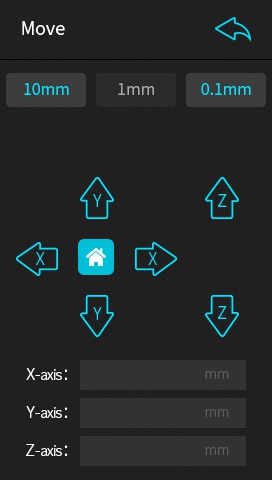 Move
10mm 1mm 0.1mm
Y Z
X X
Y Z
X-axis: mm
Y-axis: mm
Z-axis: mm